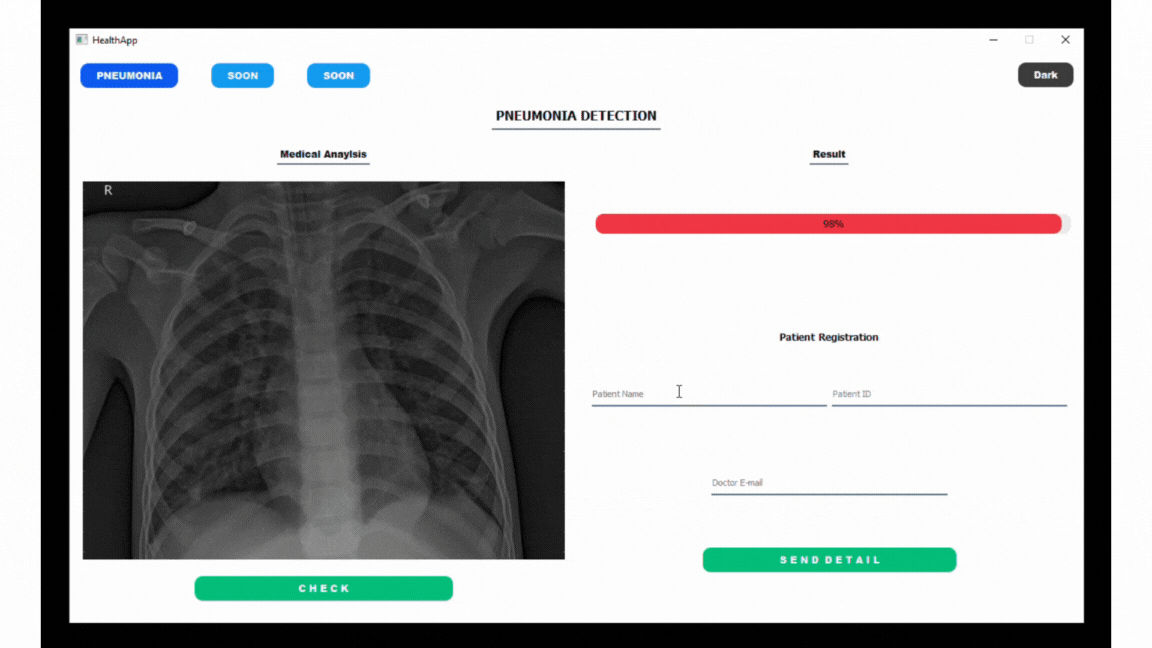 HealthApp
PNEUMONIA
SOON
SOON
Dark
PNEUMONIA DETECTION
Medical Anaylsis
Result
R
98%
Patient Registration
Patient Name
Patient ID
Doctor E-mail
SEND DETAIL
CHECK